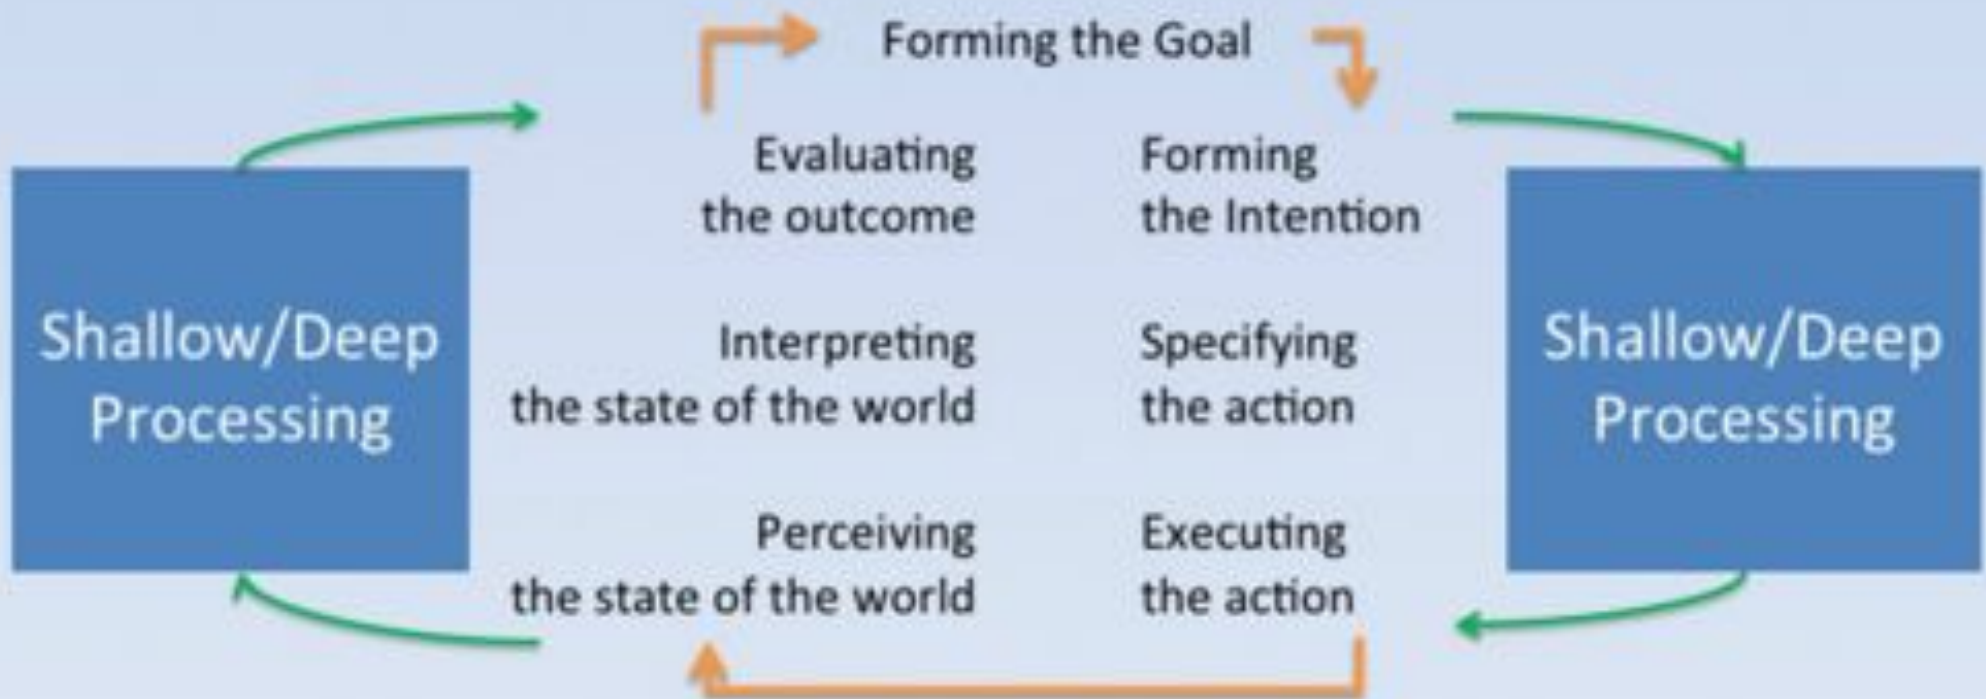 Forming the Goal
Evaluating
the outcome
Forming
the Intention
Shallow/Deep
Processing
Interpreting
the state of the world
Specifying
the action
Shallow/Deep
Processing
Perceiving
the state of the world
Executing
the action